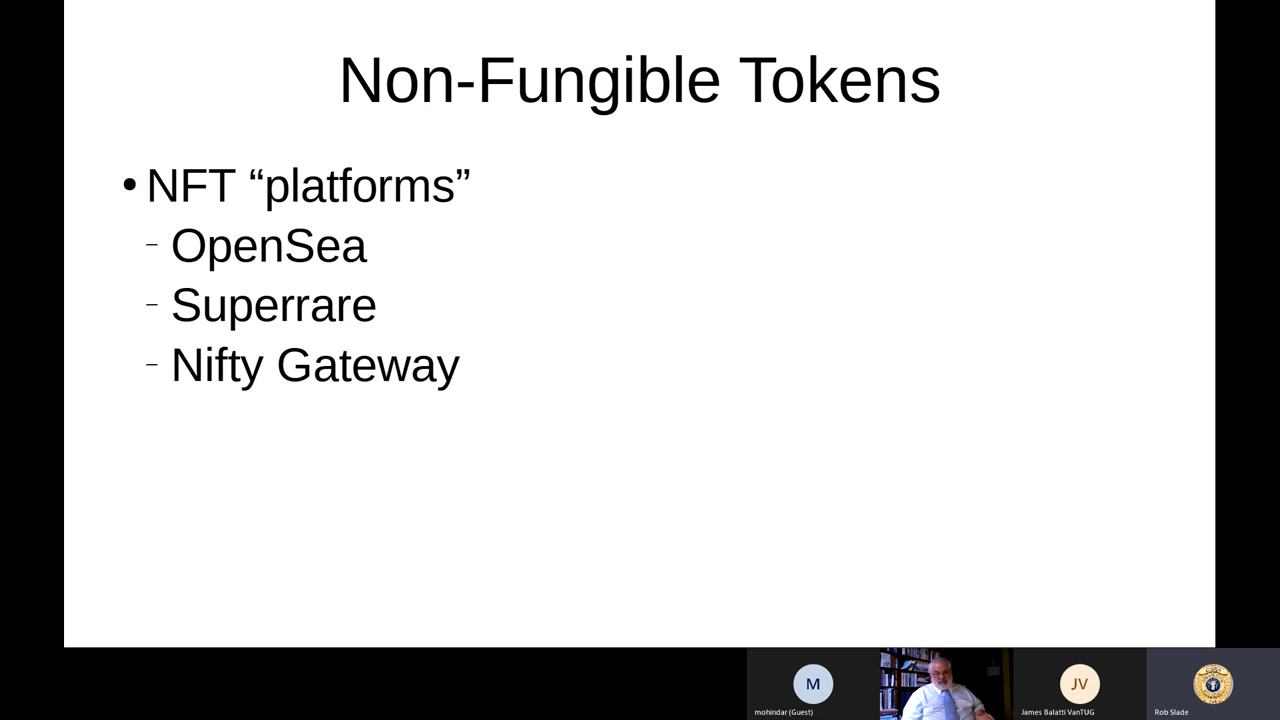 Non-Fungible Tokens
• NFT “platforms”
– OpenSea
– Superrare
– Nifty Gateway
M
JV
mohindar (Guest)
James Balatti VanTUG
Rob Slade